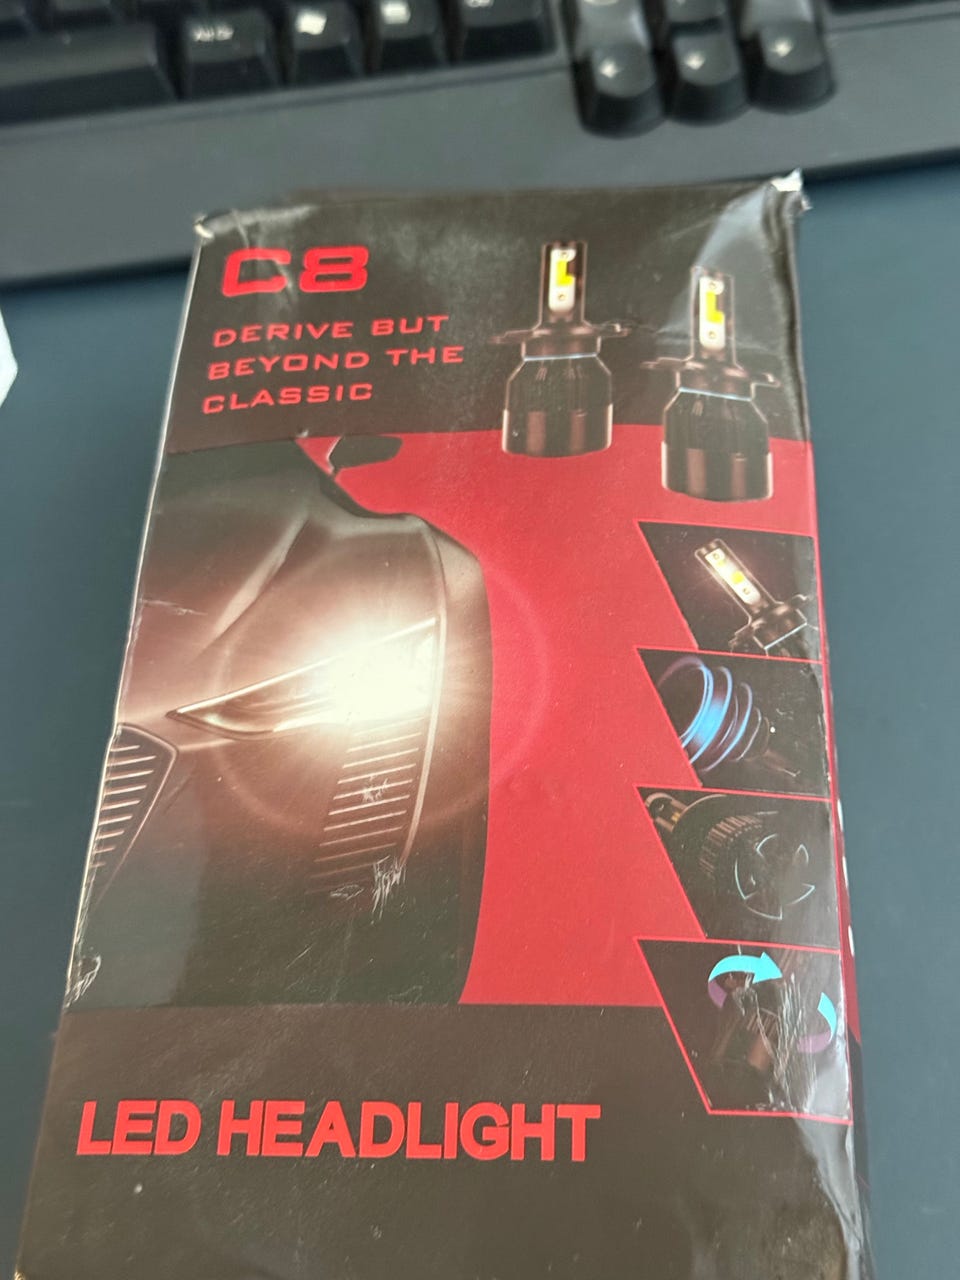 C8
DERIVE BUT
BEYOND THE
CLASSIC
LED HEADLIGHT